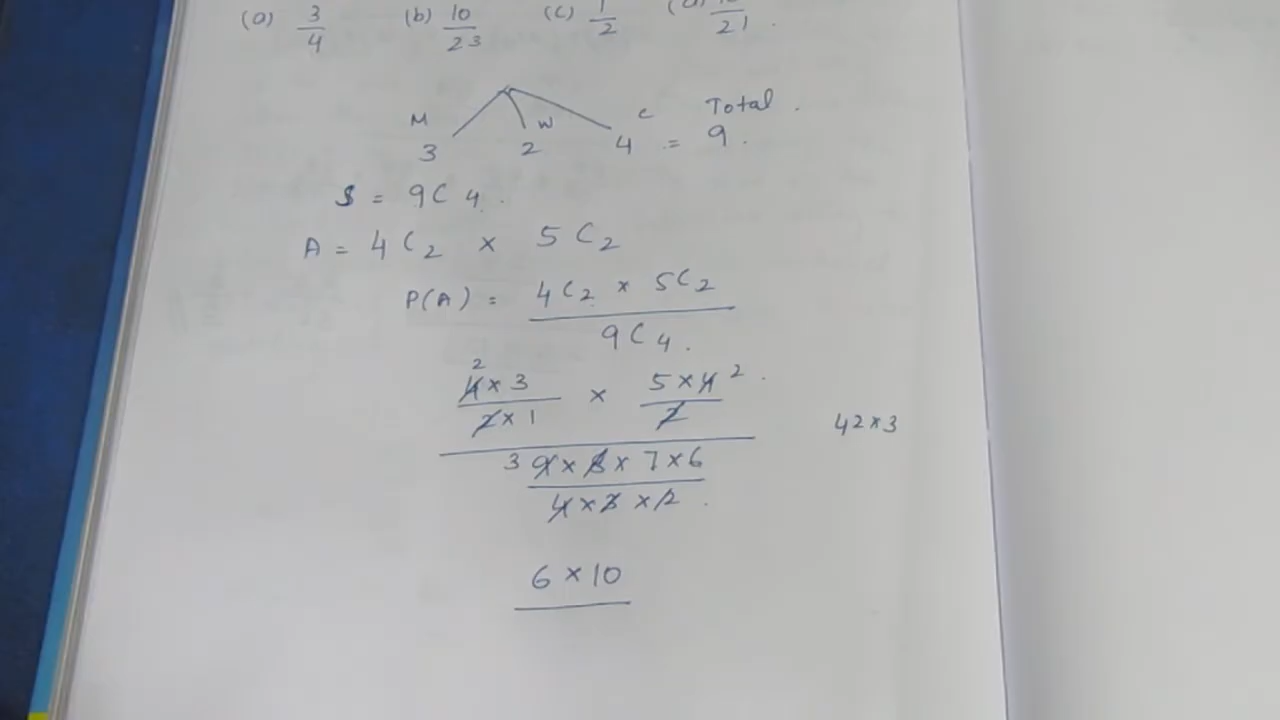 (a) 3/4 (b) 10/23 (c) 1/2 /21 .
M W C Total .
3 2 4 = 9 .
S = 9C4 .
A = 4C2 × 5C2
P(A) = 4C2 × 5C2
9C4 .
2
4×3 × 5×4 2 .
2×1 2
42×3
3 9×8×7×6
4×3×2 .
6×10